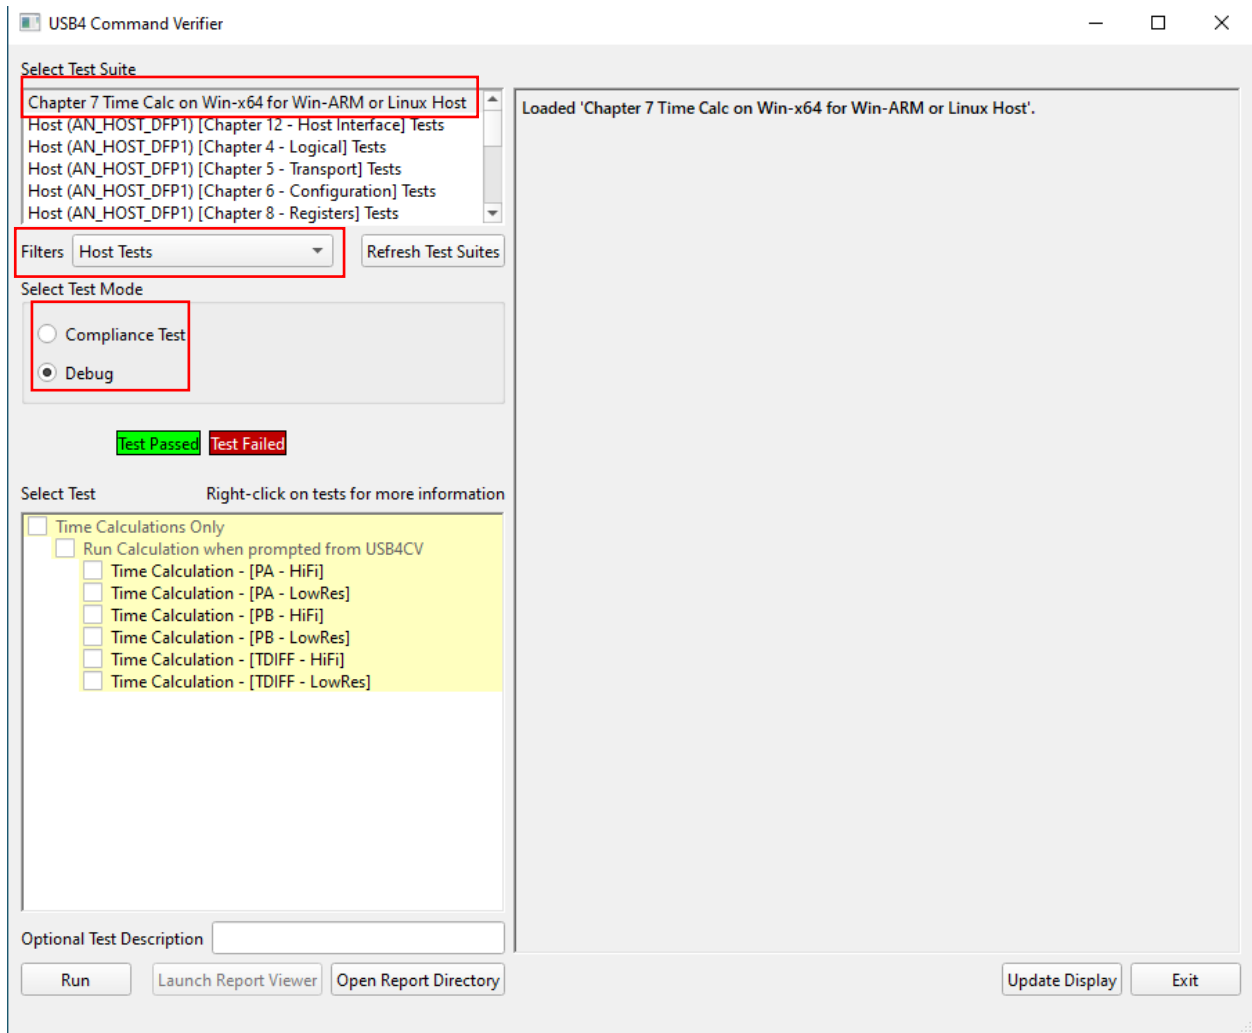 USB4 Command Verifier
Select Test Suite
Chapter 7 Time Calc on Win-x64 for Win-ARM or Linux Host
Host (AN_HOST_DFP1) [Chapter 12 - Host Interface] Tests
Host (AN_HOST_DFP1) [Chapter 4 - Logical] Tests
Host (AN_HOST_DFP1) [Chapter 5 - Transport] Tests
Host (AN_HOST_DFP1) [Chapter 6 - Configuration] Tests
Host (AN_HOST_DFP1) [Chapter 8 - Registers] Tests
Loaded 'Chapter 7 Time Calc on Win-x64 for Win-ARM or Linux Host'.
Filters Host Tests Refresh Test Suites
Select Test Mode
Compliance Test
Debug
Test Passed Test Failed
Select Test Right-click on tests for more information
Time Calculations Only
Run Calculation when prompted from USB4CV
Time Calculation - [PA - HiFi]
Time Calculation - [PA - LowRes]
Time Calculation - [PB - HiFi]
Time Calculation - [PB - LowRes]
Time Calculation - [TDIFF - HiFi]
Time Calculation - [TDIFF - LowRes]
Optional Test Description
Run Launch Report Viewer Open Report Directory Update Display Exit